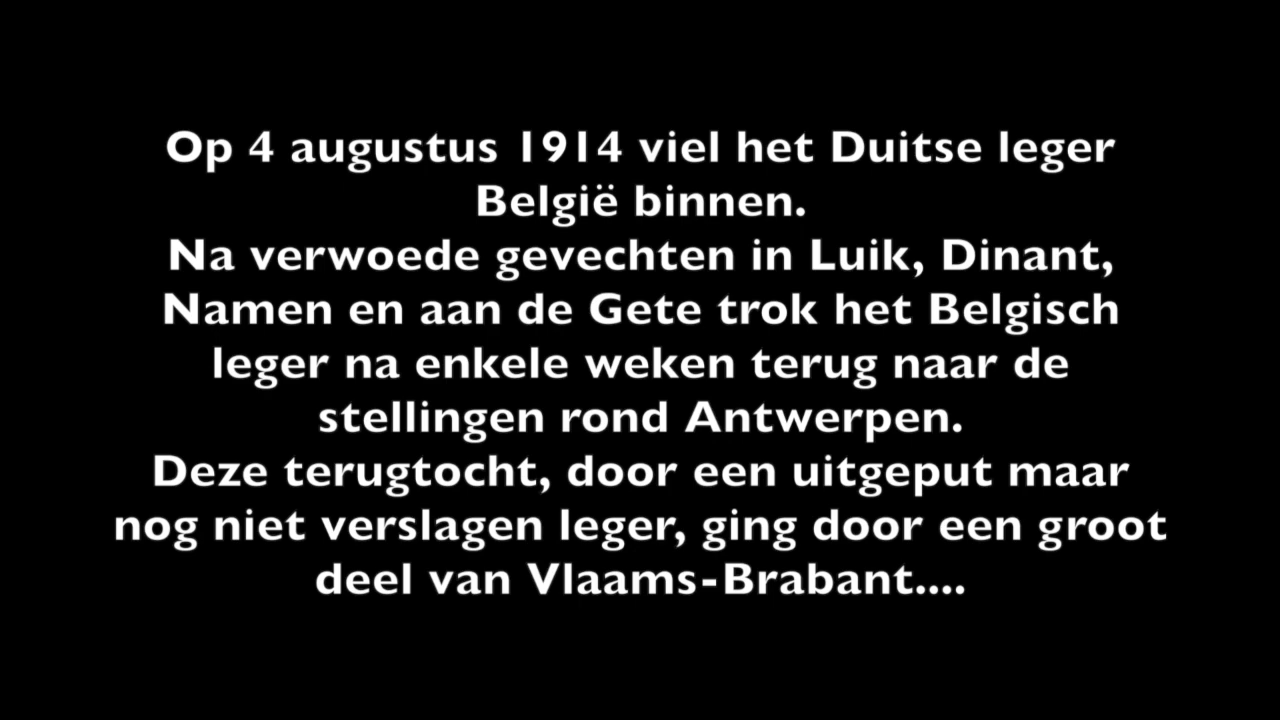 Op 4 augustus 1914 viel het Duitse leger
België binnen.
Na verwoede gevechten in Luik, Dinant,
Namen en aan de Gete trok het Belgisch
leger na enkele weken terug naar de
stellingen rond Antwerpen.
Deze terugtocht, door een uitgeput maar
nog niet verslagen leger, ging door een groot
deel van Vlaams-Brabant....